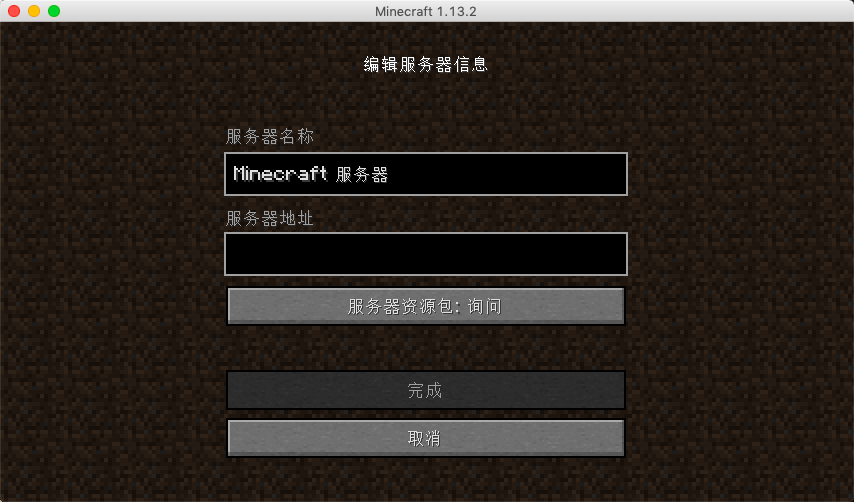 Minecraft 1.13.2
编辑服务器信息
服务器名称
Minecraft 服务器
服务器地址
服务器资源包: 询问
完成
取消